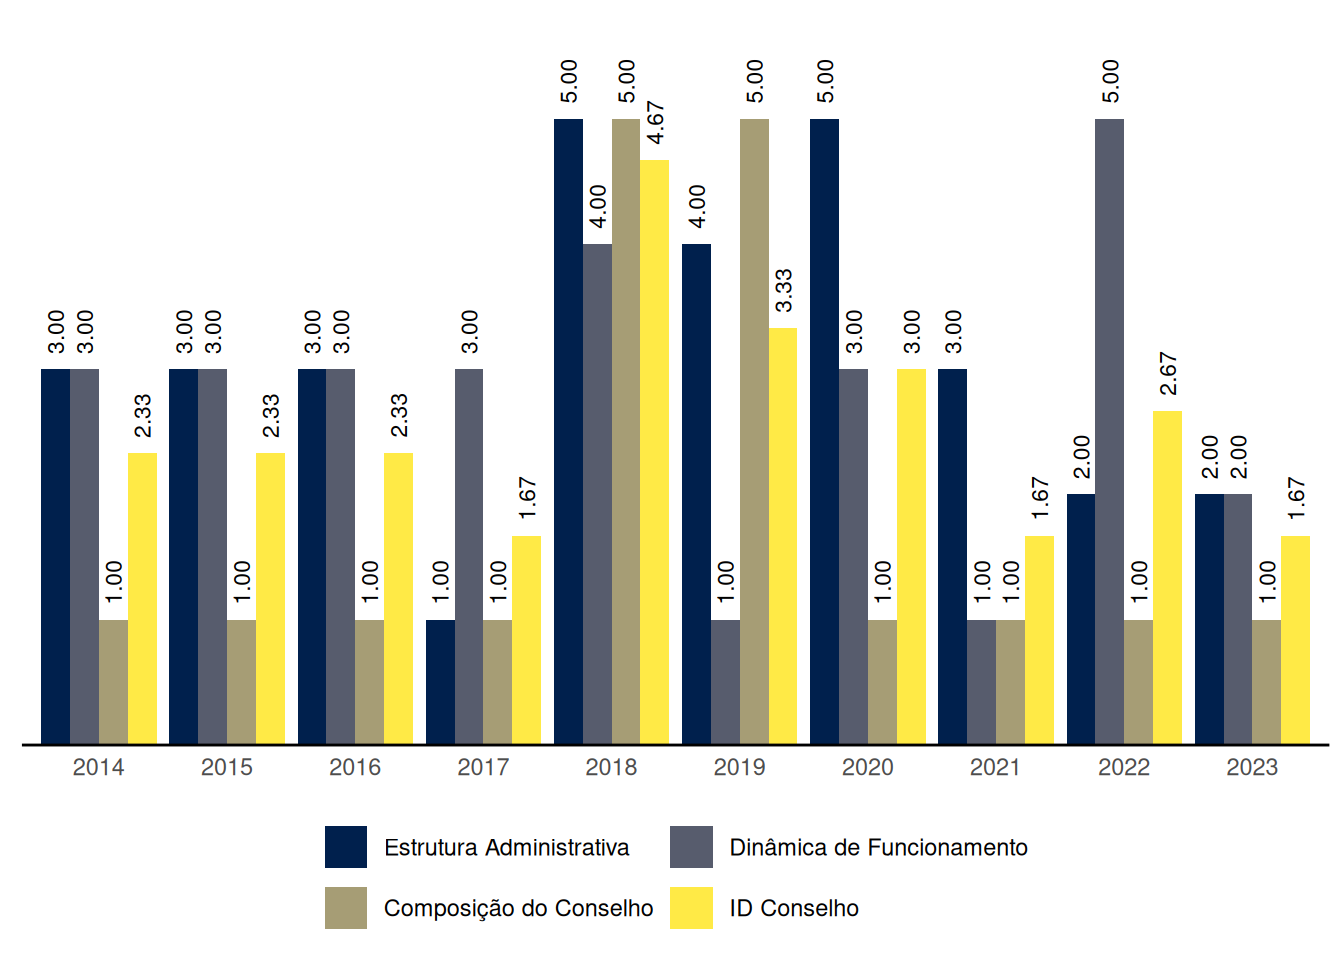 3.00 3.00 1.00 2.33
3.00 3.00 1.00 2.33
3.00 3.00 1.00 2.33
1.00 3.00 1.00 1.67
5.00 4.00 5.00 4.67
4.00 1.00 5.00 3.33
5.00 3.00 1.00 3.00
3.00 1.00 1.00 1.67
2.00 5.00 1.00 2.67
2.00 2.00 1.00 1.67
2014 2015 2016 2017 2018 2019 2020 2021 2022 2023
Estrutura Administrativa Dinâmica de Funcionamento
Composição do Conselho ID Conselho